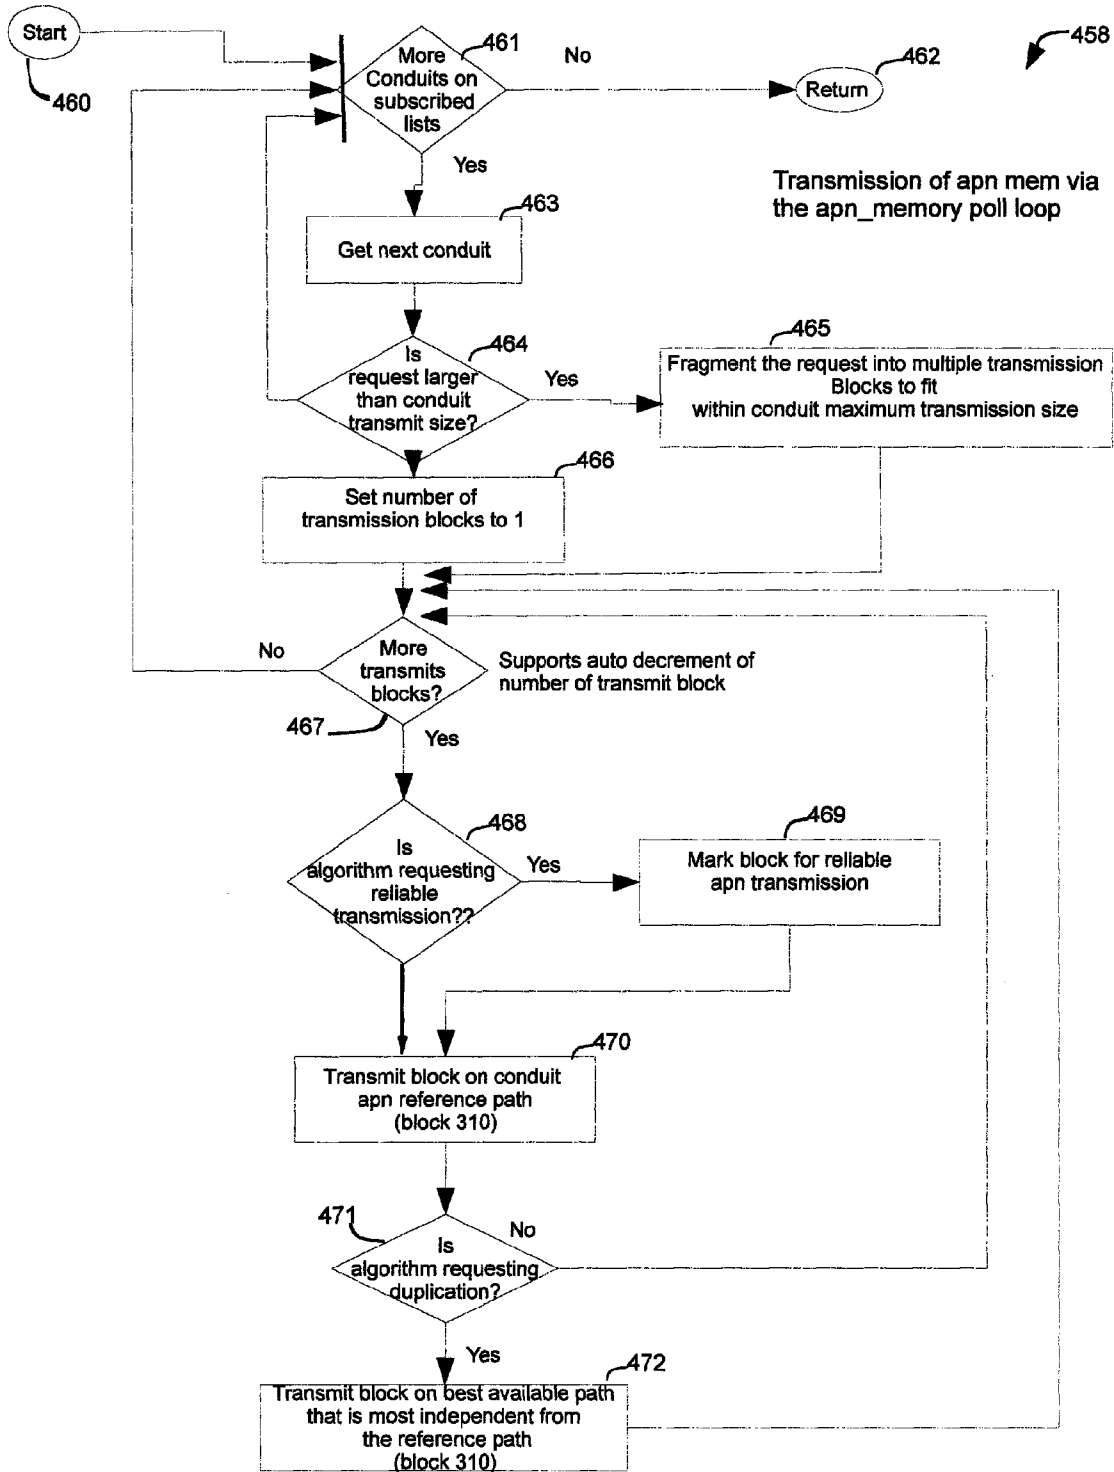 Start
460
More
Conduits on
subscribed
lists
461
No
Return
462
458
Yes
Transmission of apn mem via
the apn_memory poll loop
463
Get next conduit
Is
request larger
than conduit
transmit size?
464
Yes
465
Fragment the request into multiple transmission
Blocks to fit
within conduit maximum transmission size
466
Set number of
transmission blocks to 1
No
More
transmits
blocks?
467
Supports auto decrement of
number of transmit block
Yes
Is
algorithm requesting
reliable
transmission??
468
Yes
469
Mark block for reliable
apn transmission
470
Transmit block on conduit
apn reference path
(block 310)
471
Is
algorithm requesting
duplication?
No
Yes
472
Transmit block on best available path
that is most independent from
the reference path
(block 310)